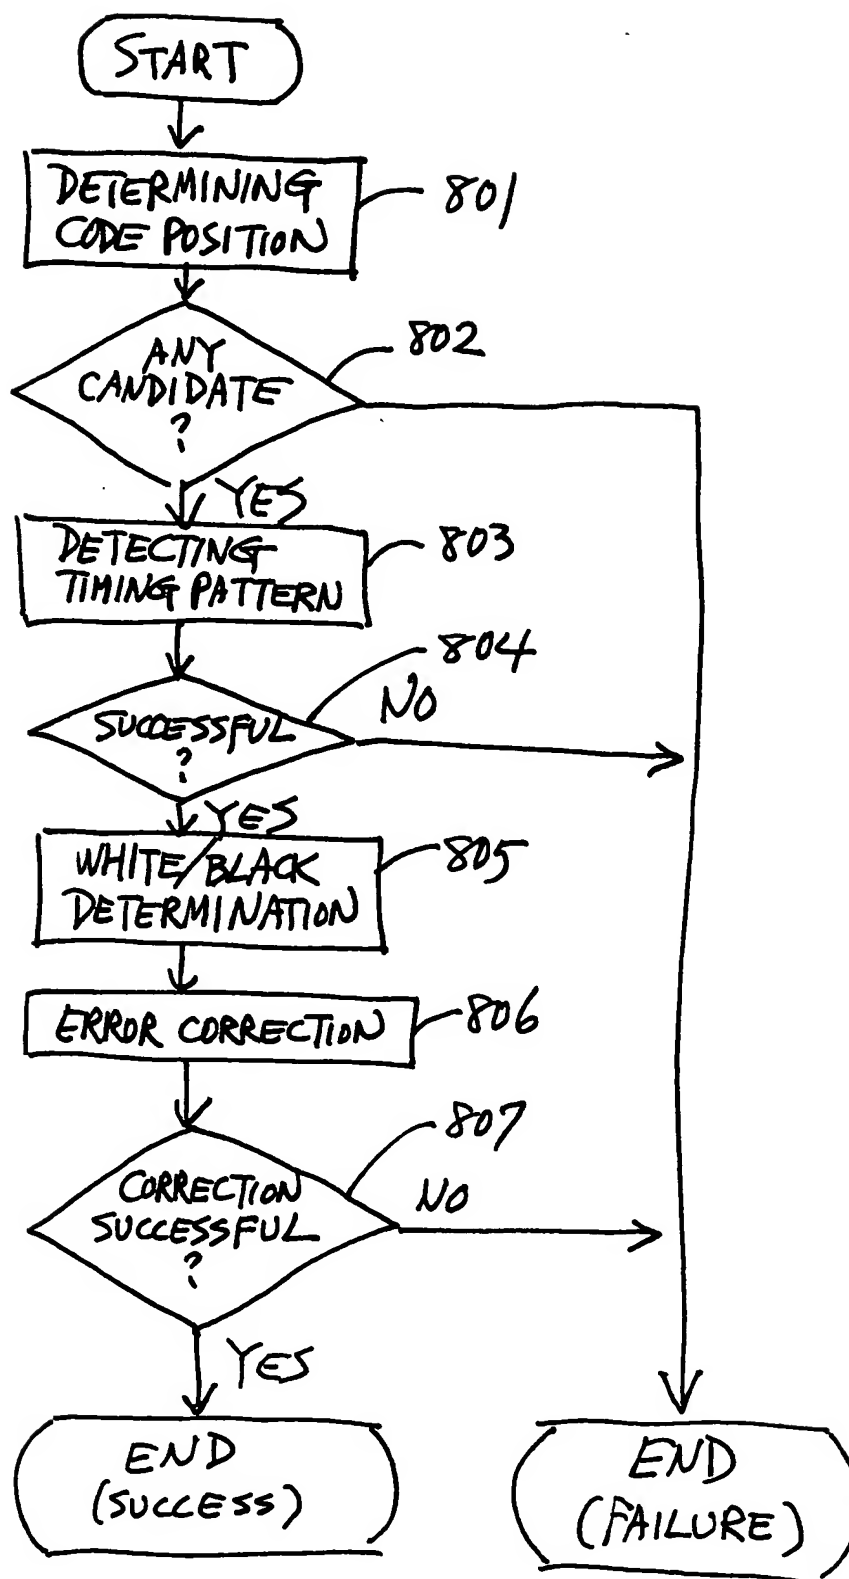 START
DETERMINING
CODE POSITION
801
ANY
CANDIDATE
?
802
YES
DETECTING
TIMING PATTERN
803
SUCCESSFUL
?
804
NO
YES
WHITE/BLACK
DETERMINATION
805
ERROR CORRECTION
806
CORRECTION
SUCCESSFUL
?
807
NO
YES
END
(SUCCESS)
END
(FAILURE)